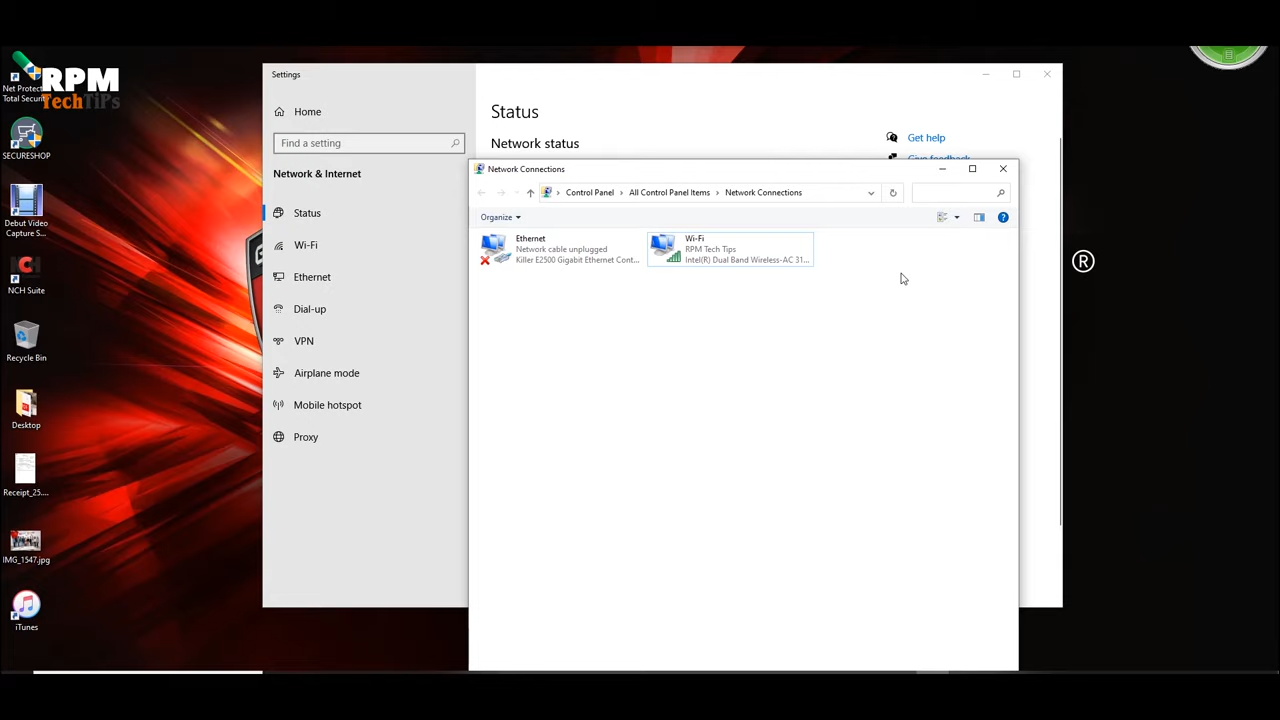 RPM
TechTiPs
Net Protect
Total Securi
SECURESHOP
Debut Video
Capture S...
NCH Suite
Recycle Bin
Desktop
Receipt_25....
IMG_1547.jpg
iTunes
Settings
Home
Find a setting
Network & Internet
Status
Wi-Fi
Ethernet
Dial-up
VPN
Airplane mode
Mobile hotspot
Proxy
Status
Network status
Get help
Give feedback
Network Connections
Control Panel › All Control Panel Items › Network Connections
Organize
Ethernet
Network cable unplugged
Killer E2500 Gigabit Ethernet Cont...
Wi-Fi
RPM Tech Tips
Intel(R) Dual Band Wireless-AC 31...
®